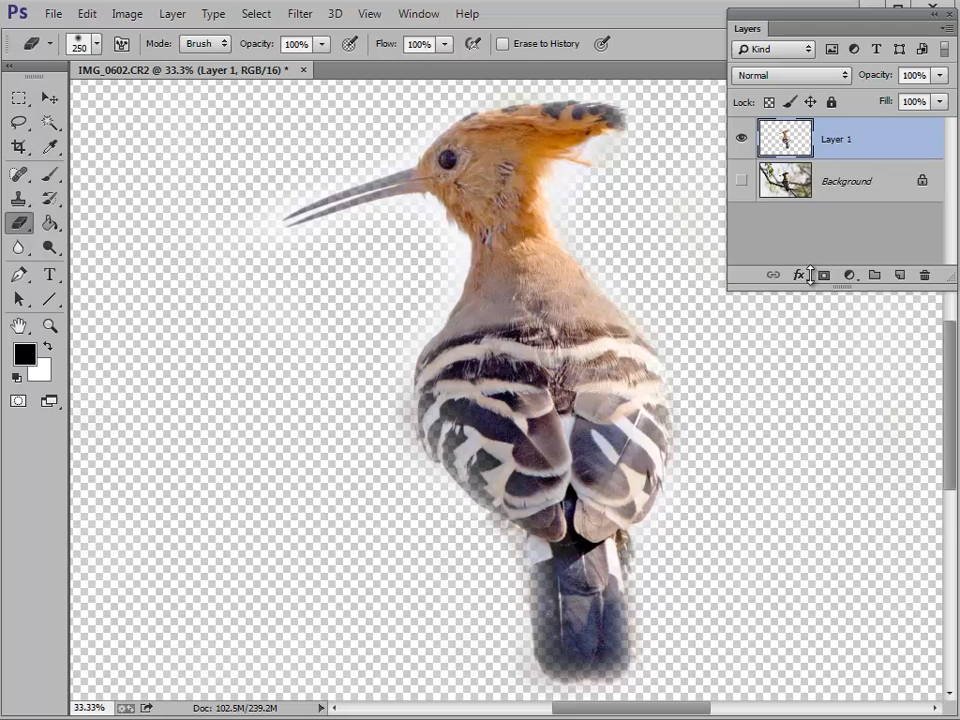 Ps File Edit Image Layer Type Select Filter 3D View Window Help
250 Mode: Brush Opacity: 100% Flow: 100% Erase to History
IMG_0602.CR2 @ 33.3% (Layer 1, RGB/16) * ×
Layers
Kind T
Normal Opacity: 100%
Lock: Fill: 100%
Layer 1
Background
fx
T
33.33% Doc: 102.5M/239.2M